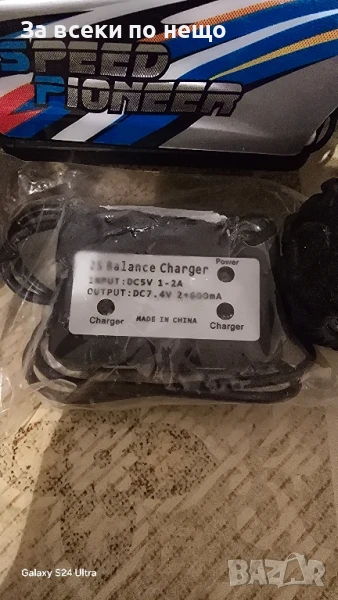 За всеки по нещо
SPEED
PIONEER
2S Balance Charger
Power
INPUT:DC5V 1-2A
OUTPUT:DC7.4V 2*600mA
Charger
MADE IN CHINA
Charger
Galaxy S24 Ultra
BAZAR